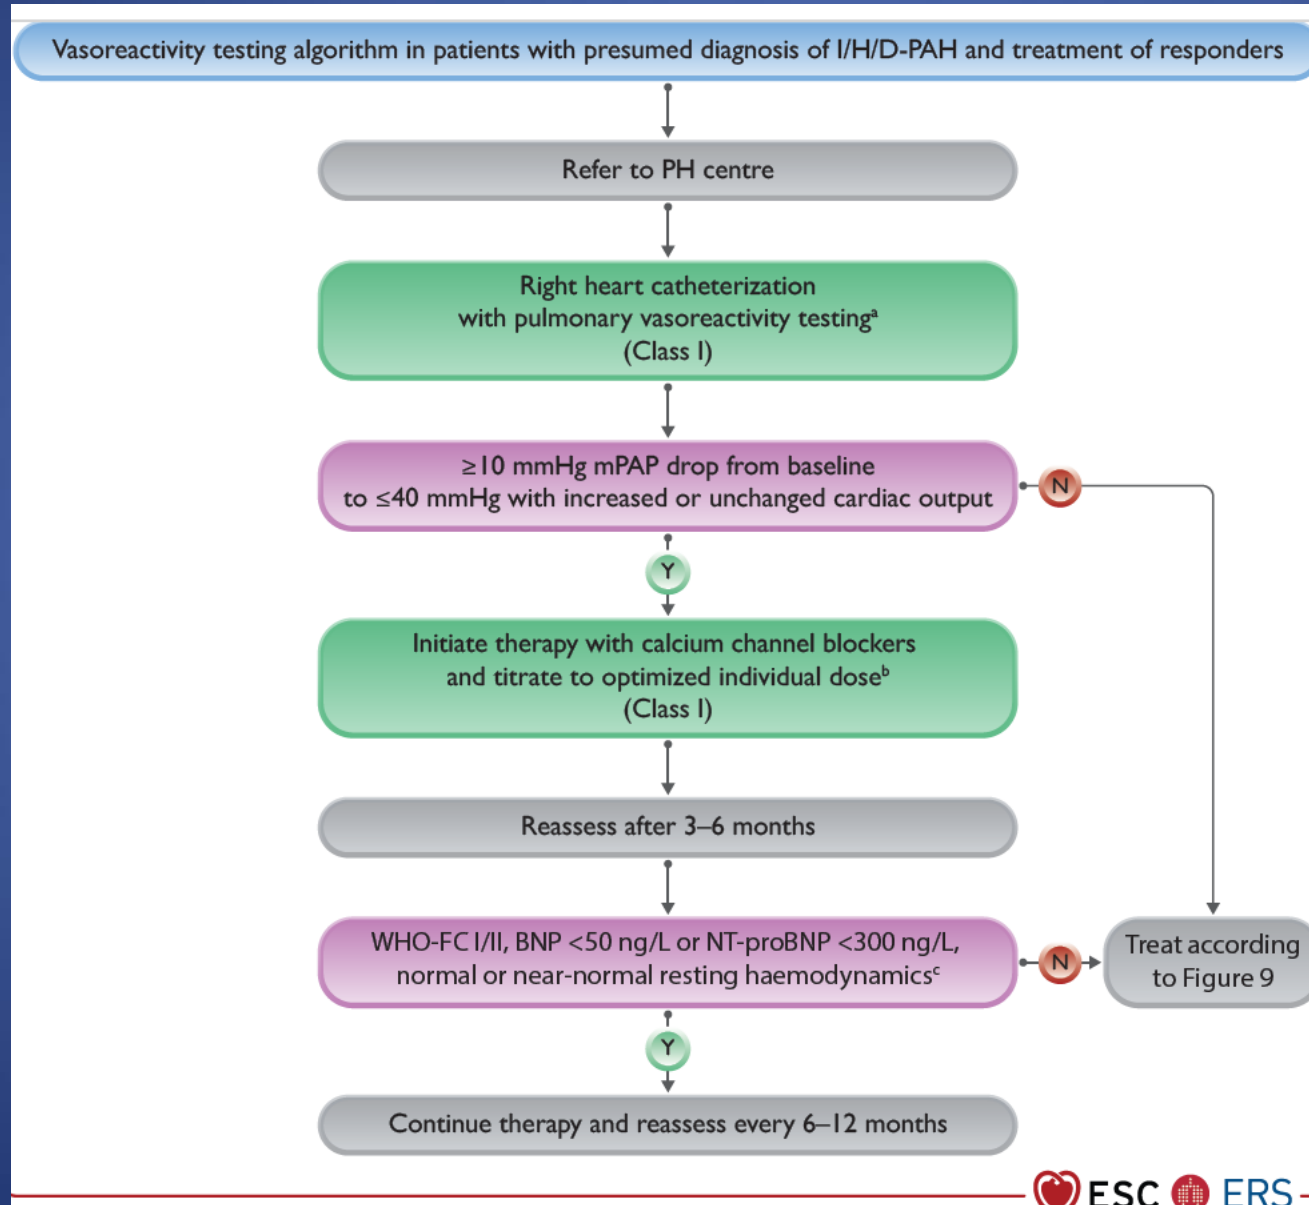 Vasoreactivity testing algorithm in patients with presumed diagnosis of I/H/D-PAH and treatment of responders
Refer to PH centre
Right heart catheterization
with pulmonary vasoreactivity testingᵃ
(Class I)
≥10 mmHg mPAP drop from baseline
to ≤40 mmHg with increased or unchanged cardiac output
N
Y
Initiate therapy with calcium channel blockers
and titrate to optimized individual doseᵇ
(Class I)
Reassess after 3–6 months
WHO-FC I/II, BNP <50 ng/L or NT-proBNP <300 ng/L,
normal or near-normal resting haemodynamicsᶜ
N
Treat according
to Figure 9
Y
Continue therapy and reassess every 6–12 months
ESC ERS